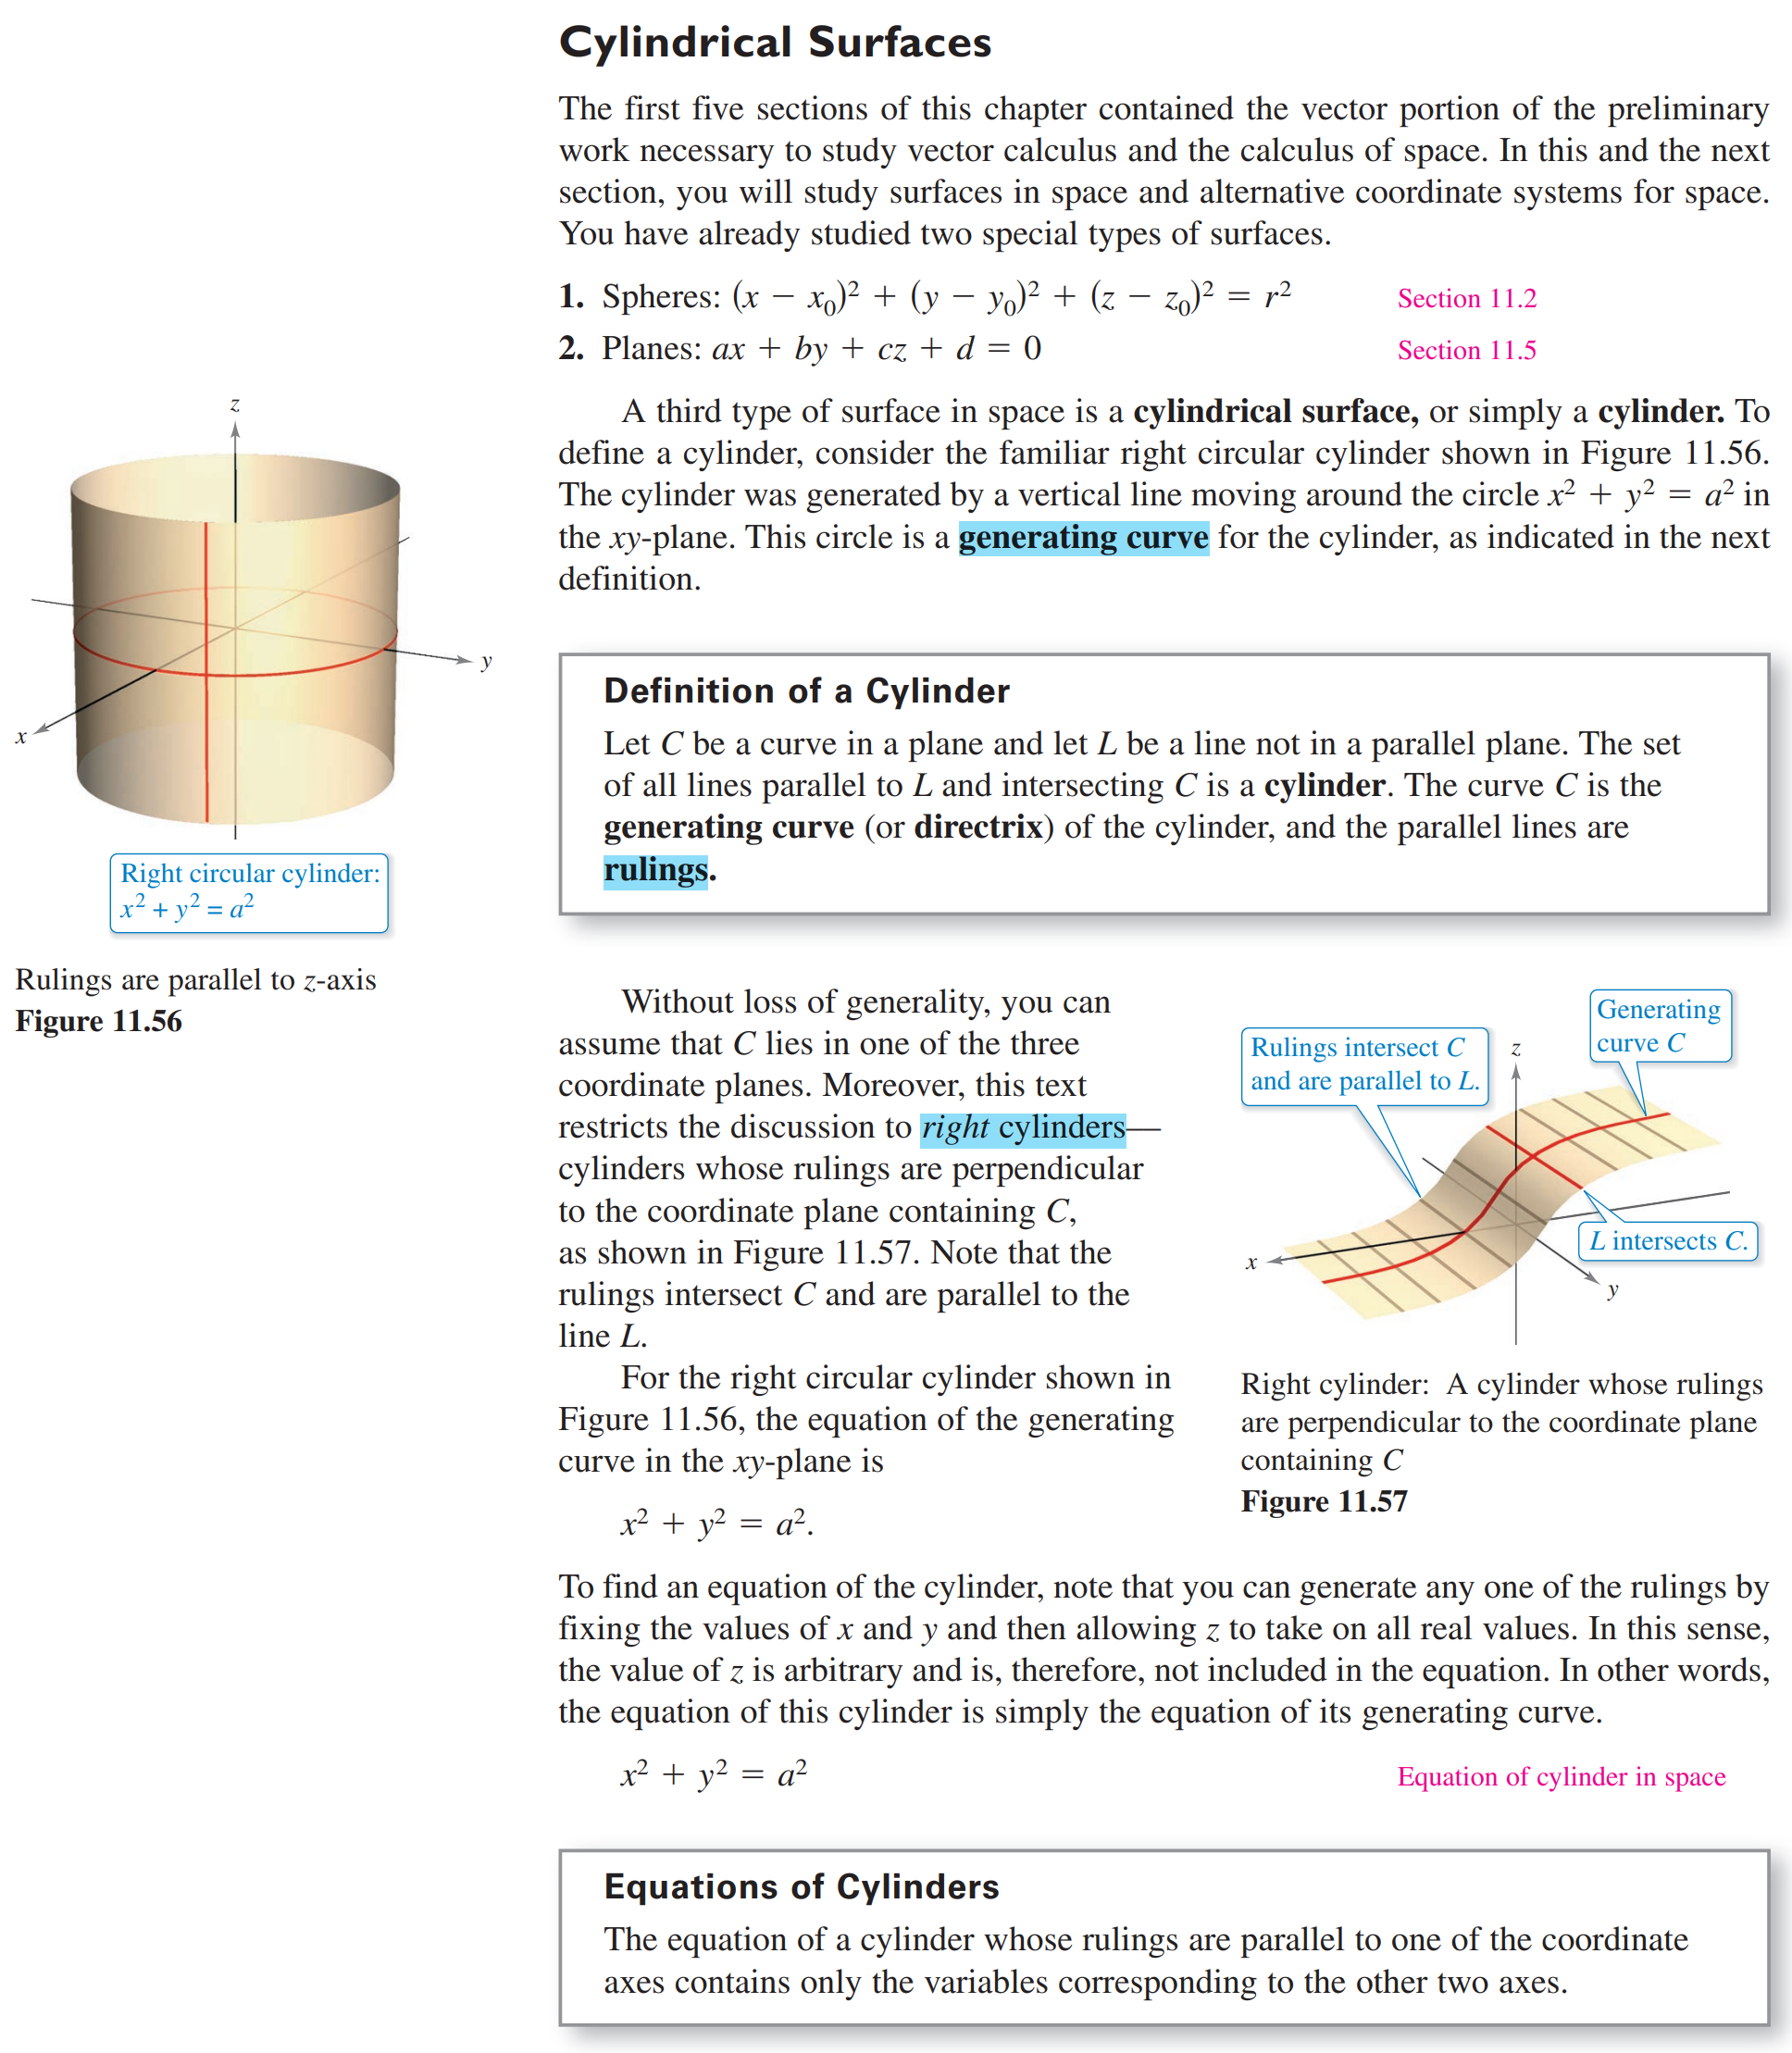 Cylindrical Surfaces
The first five sections of this chapter contained the vector portion of the preliminary
work necessary to study vector calculus and the calculus of space. In this and the next
section, you will study surfaces in space and alternative coordinate systems for space.
You have already studied two special types of surfaces.
1. Spheres: (x − x₀)² + (y − y₀)² + (z − z₀)² = r² Section 11.2
2. Planes: ax + by + cz + d = 0 Section 11.5
A third type of surface in space is a cylindrical surface, or simply a cylinder. To
define a cylinder, consider the familiar right circular cylinder shown in Figure 11.56.
The cylinder was generated by a vertical line moving around the circle x² + y² = a² in
the xy-plane. This circle is a generating curve for the cylinder, as indicated in the next
definition.
z
y
x
Right circular cylinder:
x² + y² = a²
Rulings are parallel to z-axis
Figure 11.56
Definition of a Cylinder
Let C be a curve in a plane and let L be a line not in a parallel plane. The set
of all lines parallel to L and intersecting C is a cylinder. The curve C is the
generating curve (or directrix) of the cylinder, and the parallel lines are
rulings.
Without loss of generality, you can
assume that C lies in one of the three
coordinate planes. Moreover, this text
restricts the discussion to right cylinders—
cylinders whose rulings are perpendicular
to the coordinate plane containing C,
as shown in Figure 11.57. Note that the
rulings intersect C and are parallel to the
line L.
For the right circular cylinder shown in
Figure 11.56, the equation of the generating
curve in the xy-plane is
x² + y² = a².
Generating
curve C
Rulings intersect C
and are parallel to L.
z
L intersects C.
x
y
Right cylinder: A cylinder whose rulings
are perpendicular to the coordinate plane
containing C
Figure 11.57
To find an equation of the cylinder, note that you can generate any one of the rulings by
fixing the values of x and y and then allowing z to take on all real values. In this sense,
the value of z is arbitrary and is, therefore, not included in the equation. In other words,
the equation of this cylinder is simply the equation of its generating curve.
x² + y² = a² Equation of cylinder in space
Equations of Cylinders
The equation of a cylinder whose rulings are parallel to one of the coordinate
axes contains only the variables corresponding to the other two axes.